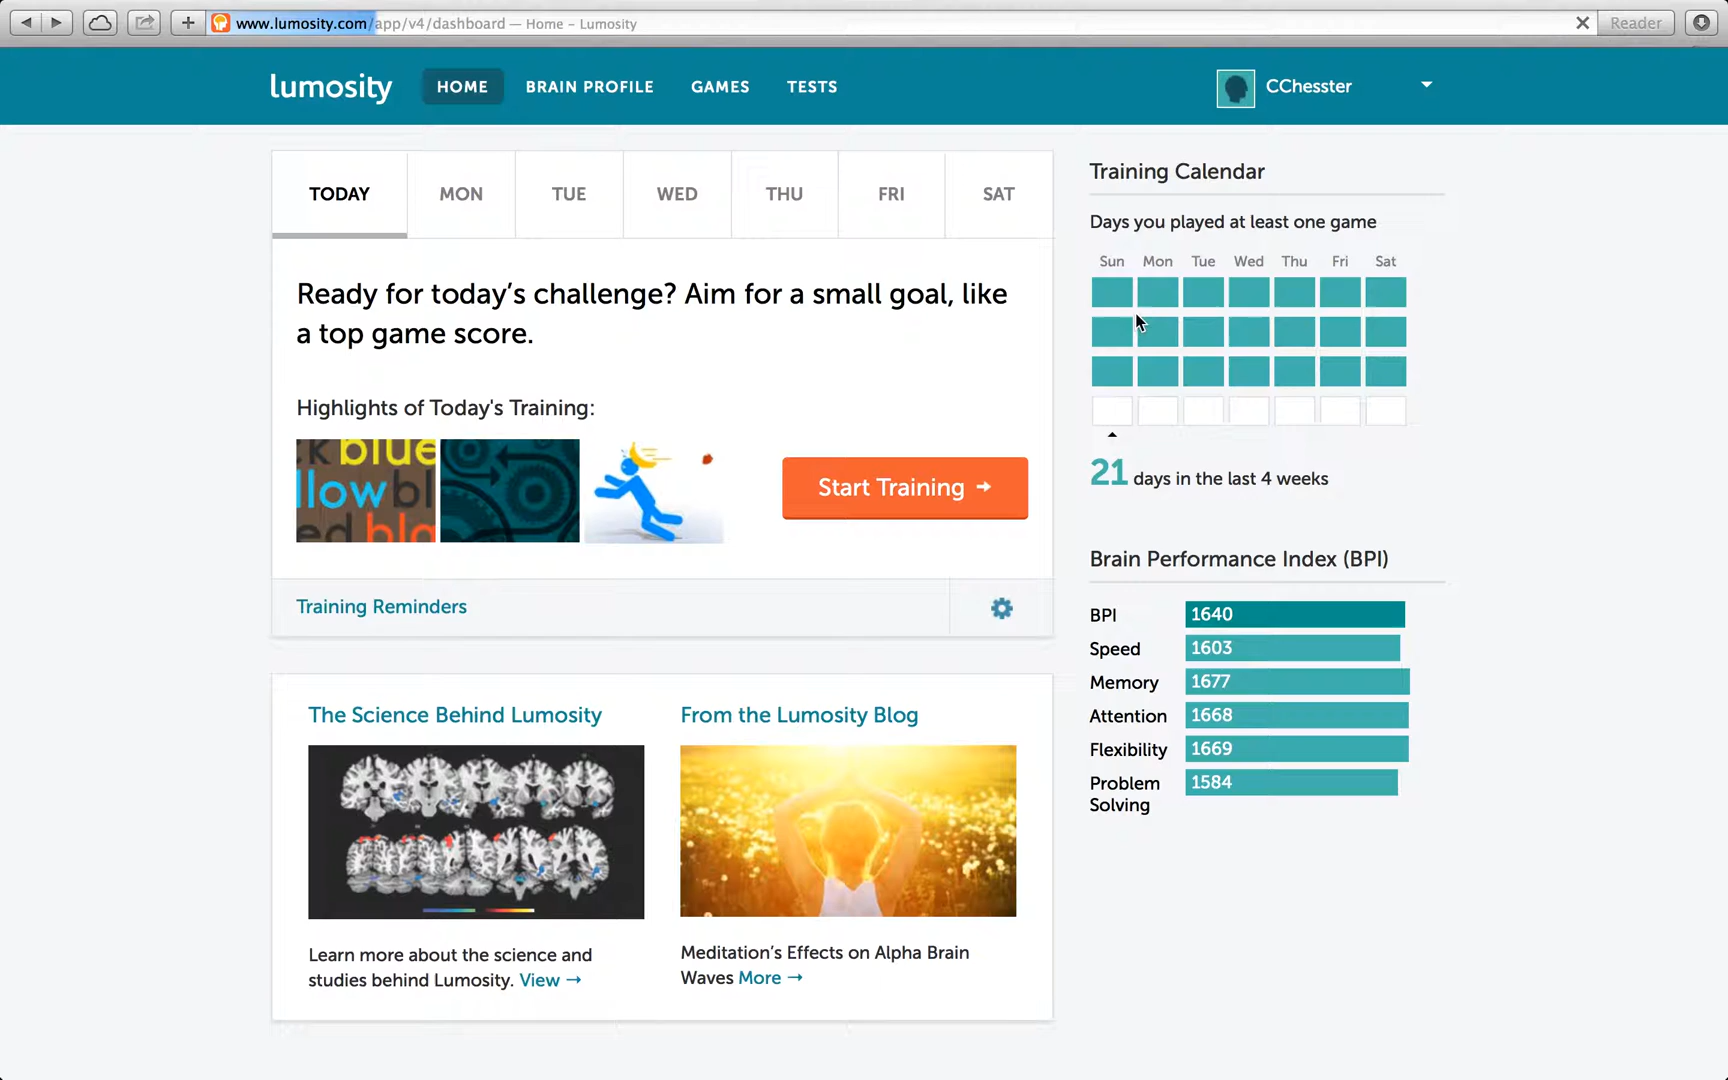 www.lumosity.com/app/v4/dashboard — Home – Lumosity
Reader
lumosity
HOME
BRAIN PROFILE
GAMES
TESTS
CChesster
TODAY
MON
TUE
WED
THU
FRI
SAT
Ready for today’s challenge? Aim for a small goal, like
a top game score.
Highlights of Today's Training:
blue
Start Training →
Training Reminders
The Science Behind Lumosity
Learn more about the science and
studies behind Lumosity. View →
From the Lumosity Blog
Meditation’s Effects on Alpha Brain
Waves More →
Training Calendar
Days you played at least one game
Sun Mon Tue Wed Thu Fri Sat
21 days in the last 4 weeks
Brain Performance Index (BPI)
BPI 1640
Speed 1603
Memory 1677
Attention 1668
Flexibility 1669
Problem
Solving 1584